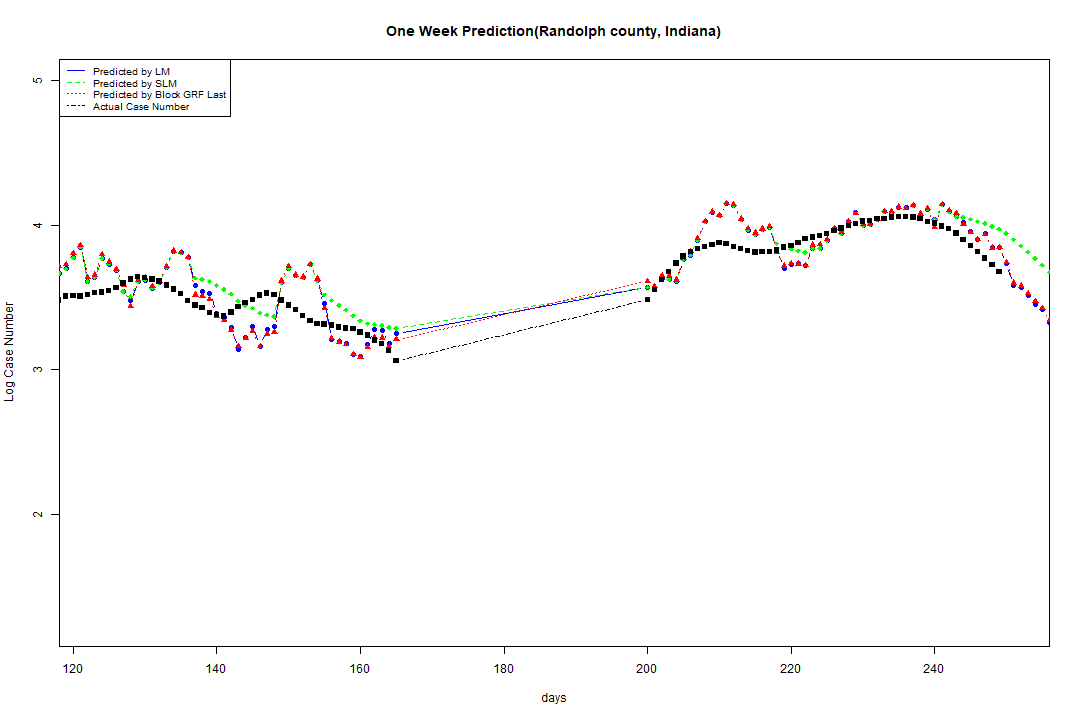 One Week Prediction(Randolph county, Indiana)
Predicted by LM
Predicted by SLM
Predicted by Block GRF Last
Actual Case Number
5
4
3
2
Log Case Number
120 140 160 180 200 220 240
days